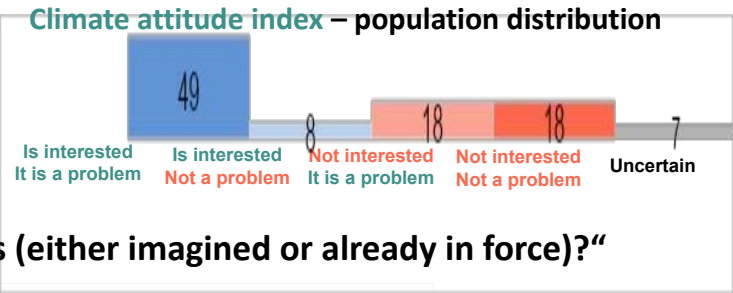 Climate attitude index – population distribution
49
8
18
18
7
Is interested
It is a problem
Is interested
Not a problem
Not interested
It is a problem
Not interested
Not a problem
Uncertain
s (either imagined or already in force)?“